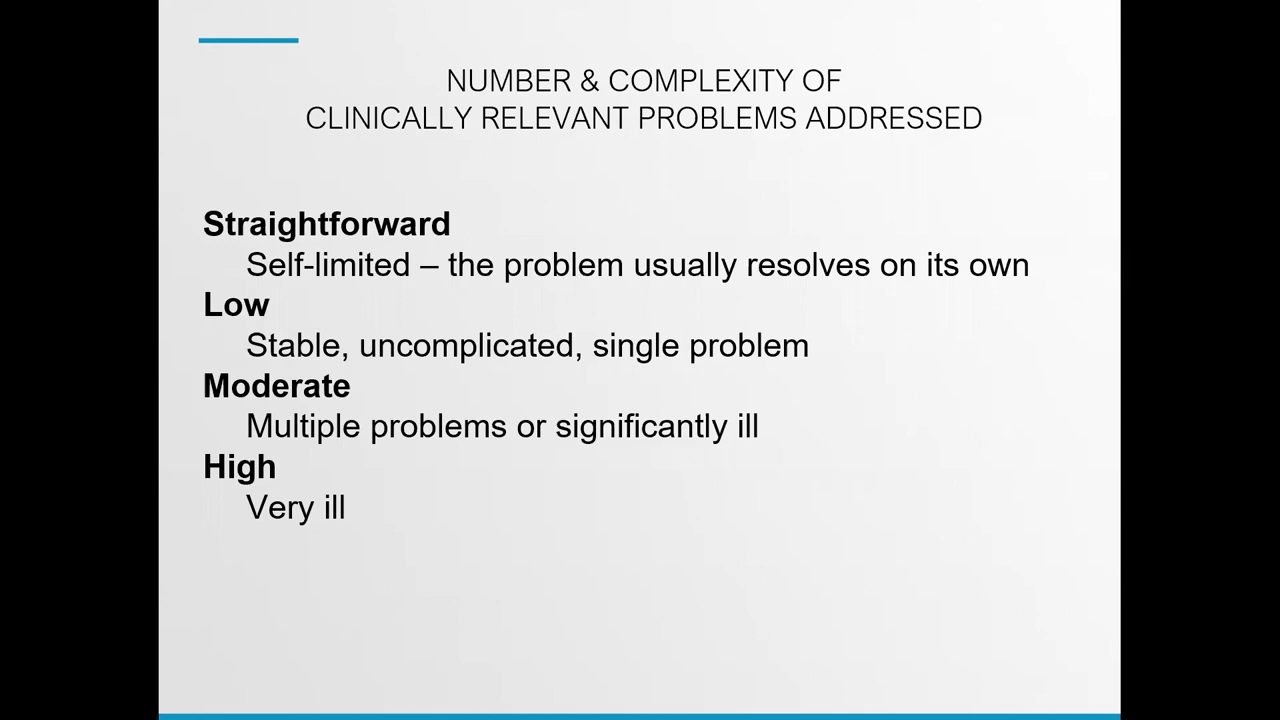 NUMBER & COMPLEXITY OF
CLINICALLY RELEVANT PROBLEMS ADDRESSED
Straightforward
Self-limited – the problem usually resolves on its own
Low
Stable, uncomplicated, single problem
Moderate
Multiple problems or significantly ill
High
Very ill